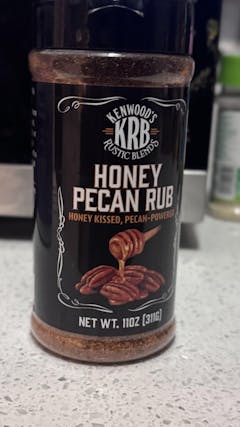 KENWOOD'S
KRB
RUSTIC BLENDS
HONEY
PECAN RUB
HONEY KISSED, PECAN-POWERED
NET WT. 11OZ (311G)